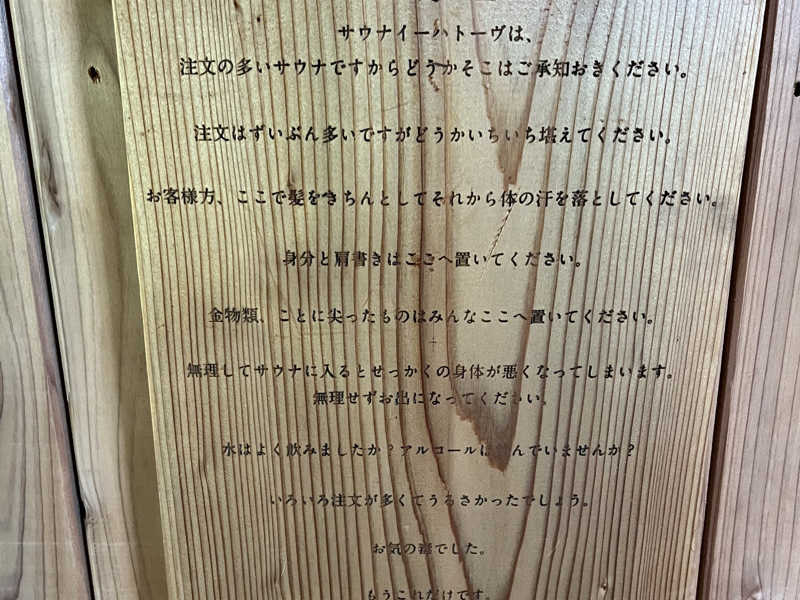 サウナイーハトーヴは、
注文の多いサウナですからどうかそこはご承知おきください。
注文はずいぶん多いですがどうかいちいち堪えてください。
お客様方、ここで髪をきちんとしてそれから体の汗を落としてください。
身分と肩書きはここへ置いてください。
金物類、ことに尖ったものはみんなここへ置いてください。
無理してサウナに入るとせっかくの身体が悪くなってしまいます。
無理せずお出になってください。
水はよく飲みましたか？アルコールは飲んでいませんか？
いろいろ注文が多くてうるさかったでしょう。
お気の毒でした。
もうこれだけです。